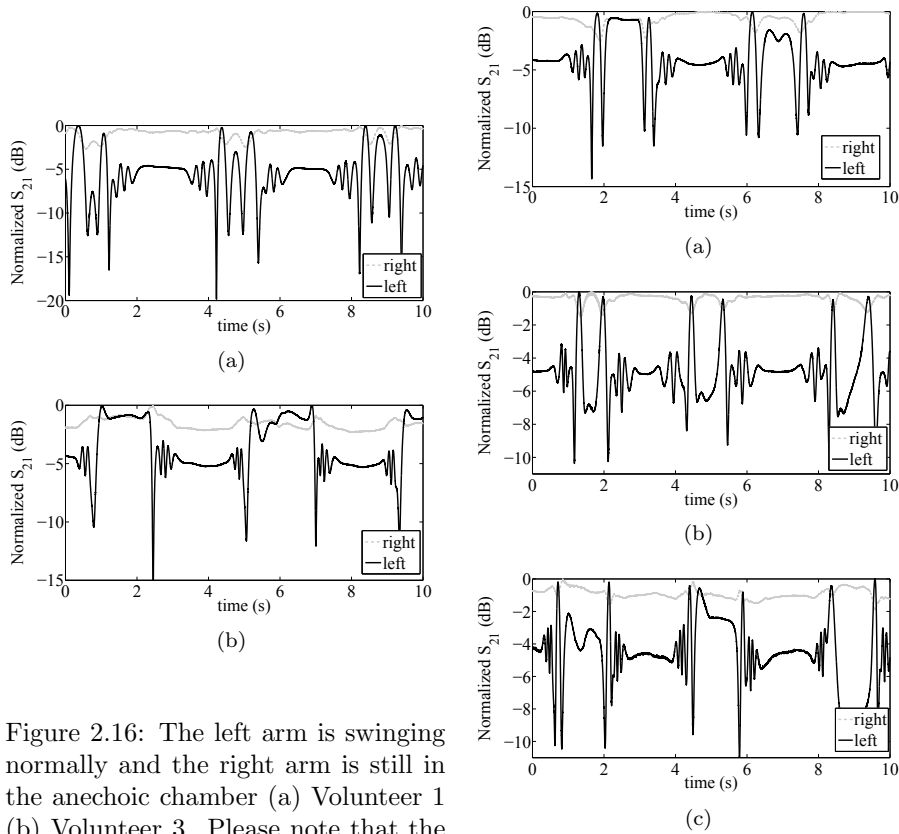 0
−5
−10
−15
−20
Normalized S21 (dB)
0 2 4 6 8 10
time (s)
right
left
(a)
0
−5
−10
−15
Normalized S21 (dB)
0 2 4 6 8 10
time (s)
right
left
(b)
Figure 2.16: The left arm is swinging
normally and the right arm is still in
the anechoic chamber (a) Volunteer 1
(b) Volunteer 3. Please note that the
0
−5
−10
−15
Normalized S21 (dB)
0 2 4 6 8 10
time (s)
right
left
(a)
0
−2
−4
−6
−8
−10
Normalized S21 (dB)
0 2 4 6 8 10
time (s)
right
left
(b)
0
−2
−4
−6
−8
−10
Normalized S21 (dB)
0 2 4 6 8 10
time (s)
right
left
(c)